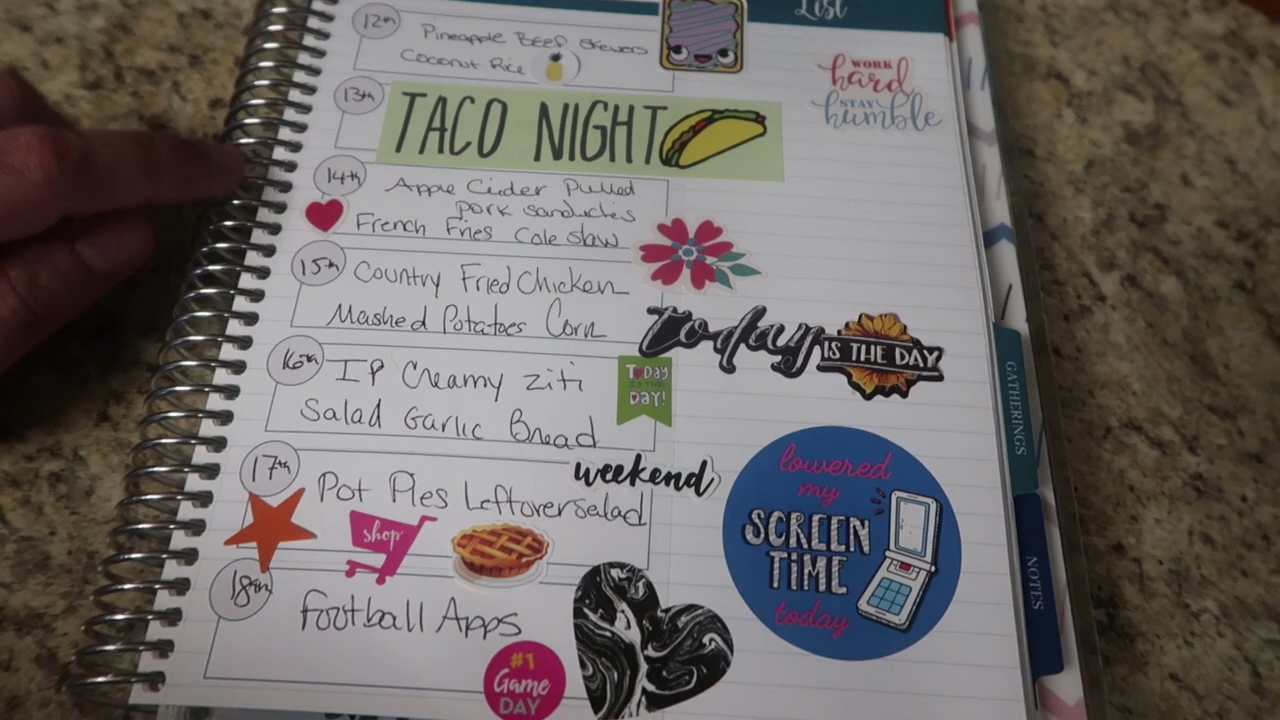 List
12th
Pineapple Beef Skewers
Coconut Rice
WORK
hard
STAY
humble
13th
TACO NIGHT
14th
Apple Cider Pulled
pork sandwiches
French Fries Coleslaw
15th
Country Fried Chicken
Mashed Potatoes Corn
today IS THE DAY
16th
IP Creamy ziti
Salad Garlic Bread
TODAY
IS THE
DAY!
17th
weekend
Pot Pies Leftover salad
shop
lowered
my
SCREEN
TIME
today
18th
Football Apps
#1
Game
DAY
GATHERINGS
NOTES